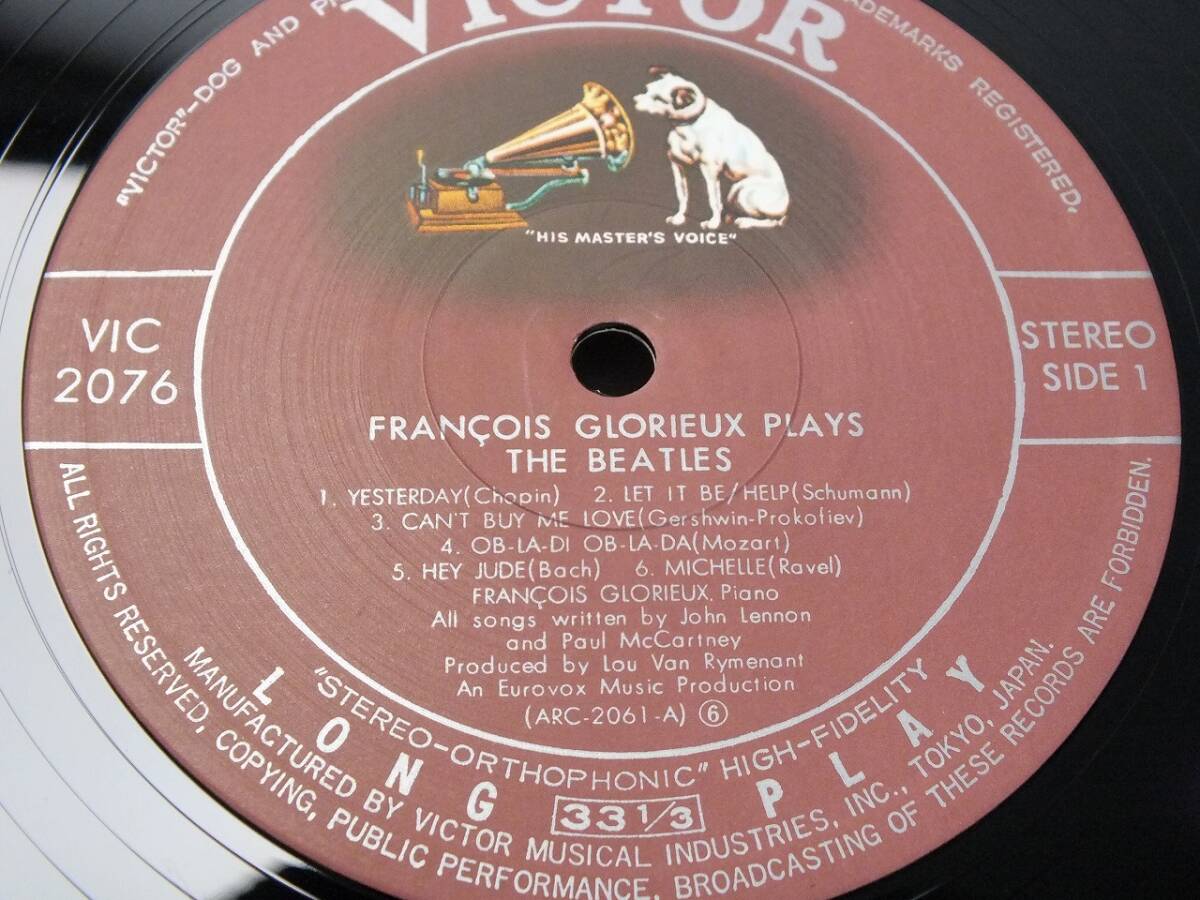 VICTOR
"VICTOR"-DOG AND
TRADEMARKS REGISTERED,
"HIS MASTER'S VOICE"
VIC
2076
STEREO
SIDE 1
FRANÇOIS GLORIEUX PLAYS
THE BEATLES
1. YESTERDAY(Chopin) 2. LET IT BE/HELP(Schumann)
3. CAN'T BUY ME LOVE(Gershwin-Prokofiev)
4. OB-LA-DI OB-LA-DA(Mozart)
5. HEY JUDE(Bach) 6. MICHELLE(Ravel)
FRANÇOIS GLORIEUX, Piano
All songs written by John Lennon
and Paul McCartney
Produced by Lou Van Rymenant
An Eurovox Music Production
(ARC-2061-A) ⑥
"STEREO-ORTHOPHONIC" HIGH-FIDELITY
LONG 33 1/3 PLAY
MANUFACTURED BY VICTOR MUSICAL INDUSTRIES, INC., TOKYO, JAPAN.
ALL RIGHTS RESERVED, COPYING, PUBLIC PERFORMANCE, BROADCASTING OF THESE RECORDS ARE FORBIDDEN.